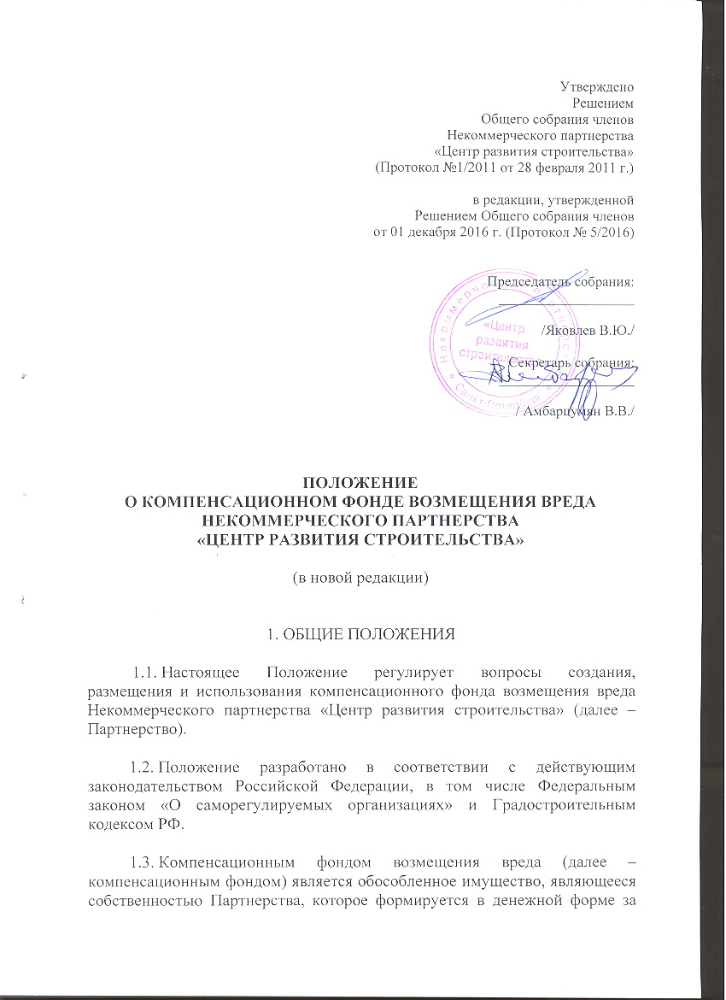 Утверждено
Решением
Общего собрания членов
Некоммерческого партнерства
«Центр развития строительства»
(Протокол №1/2011 от 28 февраля 2011 г.)
в редакции, утвержденной
Решением Общего собрания членов
от 01 декабря 2016 г. (Протокол № 5/2016)
Председатель собрания:
/Яковлев В.Ю./
«Центр
развития
Секретарь собрания:
Санкт-Петербург
/ Амбарцумян В.В./
ПОЛОЖЕНИЕ
О КОМПЕНСАЦИОННОМ ФОНДЕ ВОЗМЕЩЕНИЯ ВРЕДА
НЕКОММЕРЧЕСКОГО ПАРТНЕРСТВА
«ЦЕНТР РАЗВИТИЯ СТРОИТЕЛЬСТВА»
(в новой редакции)
1. ОБЩИЕ ПОЛОЖЕНИЯ
1.1. Настоящее Положение регулирует вопросы создания,
размещения и использования компенсационного фонда возмещения вреда
Некоммерческого партнерства «Центр развития строительства» (далее –
Партнерство).
1.2. Положение разработано в соответствии с действующим
законодательством Российской Федерации, в том числе Федеральным
законом «О саморегулируемых организациях» и Градостроительным
кодексом РФ.
1.3. Компенсационным фондом возмещения вреда (далее –
компенсационным фондом) является обособленное имущество, являющееся
собственностью Партнерства, которое формируется в денежной форме за